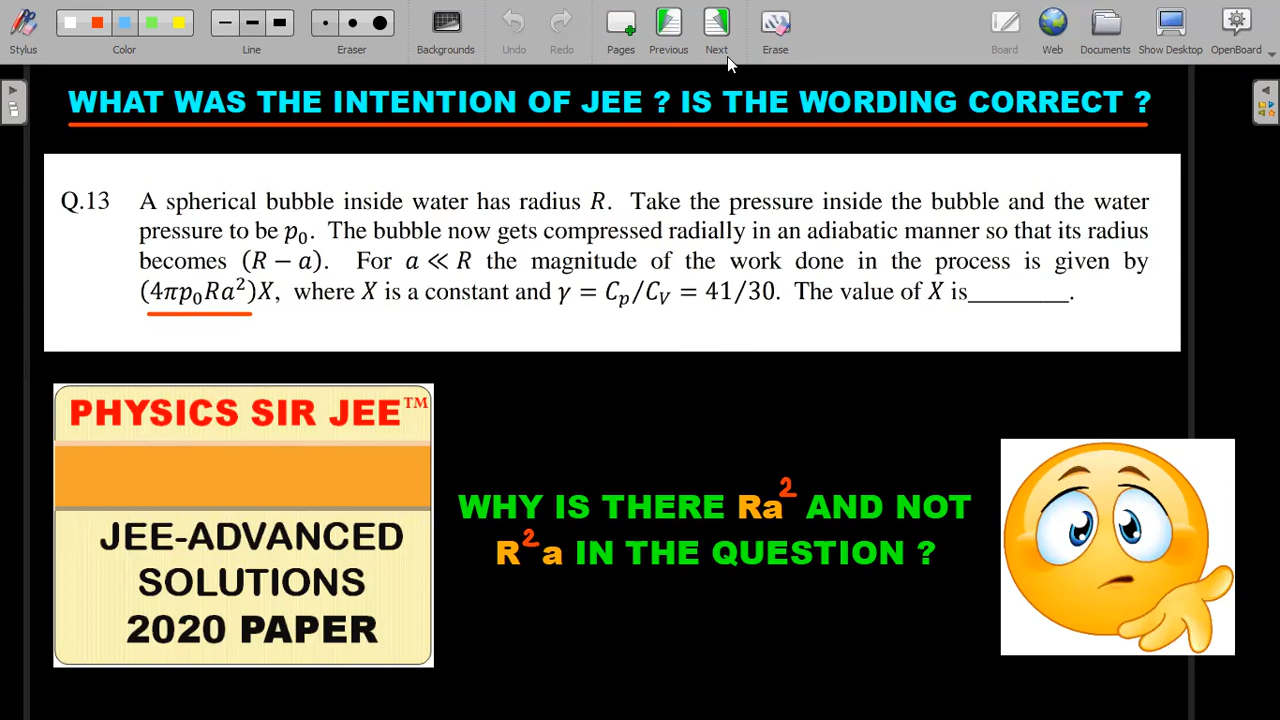 Stylus Color Line Eraser Backgrounds Undo Redo Pages Previous Next Erase Board Web Documents Show Desktop OpenBoard
WHAT WAS THE INTENTION OF JEE ? IS THE WORDING CORRECT ?
Q.13 A spherical bubble inside water has radius R. Take the pressure inside the bubble and the water
pressure to be p₀. The bubble now gets compressed radially in an adiabatic manner so that its radius
becomes (R − a). For a ≪ R the magnitude of the work done in the process is given by
(4πp₀Ra²)X, where X is a constant and γ = Cₚ/C_V = 41/30. The value of X is________.
PHYSICS SIR JEE™
JEE-ADVANCED
SOLUTIONS
2020 PAPER
WHY IS THERE Ra² AND NOT
R²a IN THE QUESTION ?